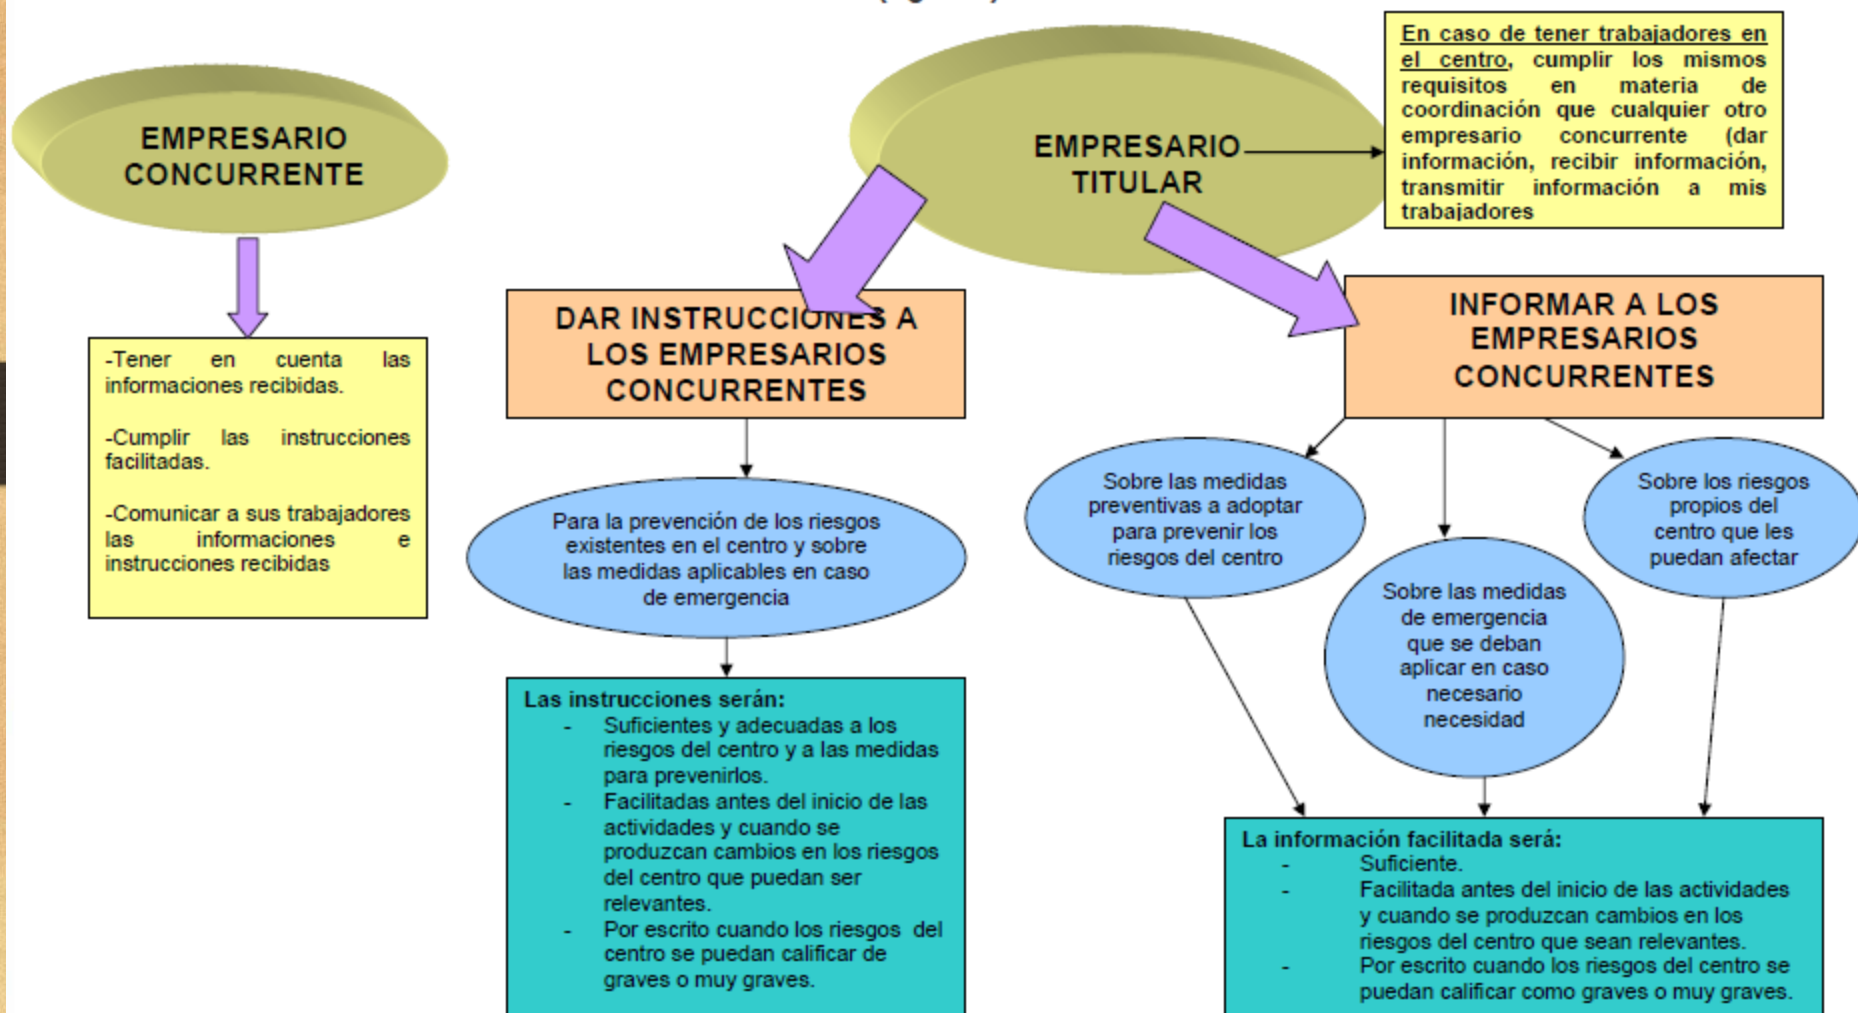 EMPRESARIO
CONCURRENTE
-Tener en cuenta las
informaciones recibidas.
-Cumplir las instrucciones
facilitadas.
-Comunicar a sus trabajadores
las informaciones e
instrucciones recibidas
EMPRESARIO
TITULAR
En caso de tener trabajadores en
el centro, cumplir los mismos
requisitos en materia de
coordinación que cualquier otro
empresario concurrente (dar
información, recibir información,
transmitir información a mis
trabajadores
DAR INSTRUCCIONES A
LOS EMPRESARIOS
CONCURRENTES
Para la prevención de los riesgos
existentes en el centro y sobre
las medidas aplicables en caso
de emergencia
Las instrucciones serán:
- Suficientes y adecuadas a los
riesgos del centro y a las medidas
para prevenirlos.
- Facilitadas antes del inicio de las
actividades y cuando se
produzcan cambios en los riesgos
del centro que puedan ser
relevantes.
- Por escrito cuando los riesgos del
centro se puedan calificar de
graves o muy graves.
INFORMAR A LOS
EMPRESARIOS
CONCURRENTES
Sobre las medidas
preventivas a adoptar
para prevenir los
riesgos del centro
Sobre las medidas
de emergencia
que se deban
aplicar en caso
necesario
necesidad
Sobre los riesgos
propios del
centro que les
puedan afectar
La información facilitada será:
- Suficiente.
- Facilitada antes del inicio de las actividades
y cuando se produzcan cambios en los
riesgos del centro que sean relevantes.
- Por escrito cuando los riesgos del centro se
puedan calificar como graves o muy graves.